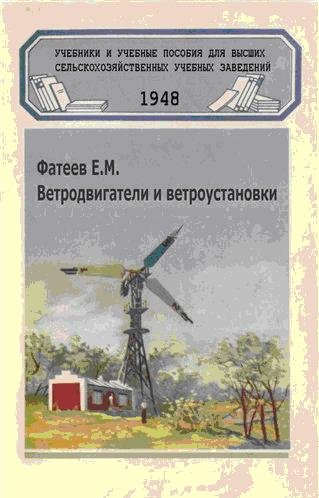 УЧЕБНИКИ И УЧЕБНЫЕ ПОСОБИЯ ДЛЯ ВЫСШИХ
СЕЛЬСКОХОЗЯЙСТВЕННЫХ УЧЕБНЫХ ЗАВЕДЕНИЙ
1948
Фатеев Е.М.
Ветродвигатели и ветроустановки